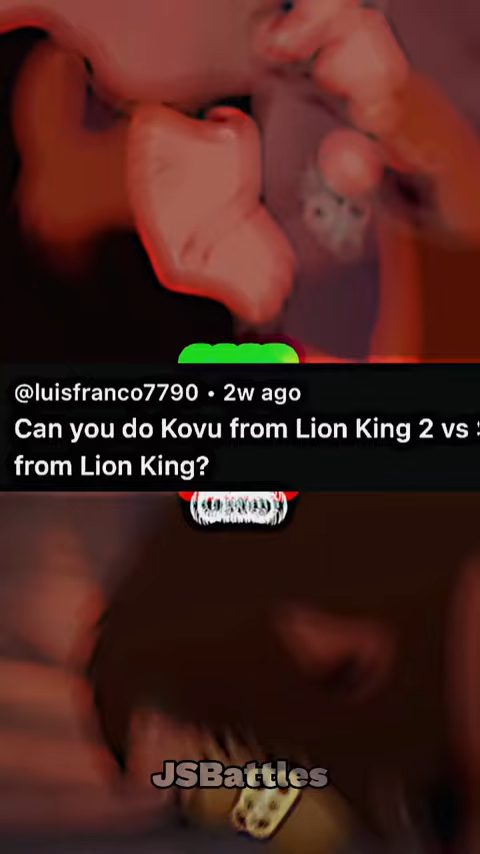 @luisfranco7790 • 2w ago
Can you do Kovu from Lion King 2 vs
from Lion King?
JSBattles